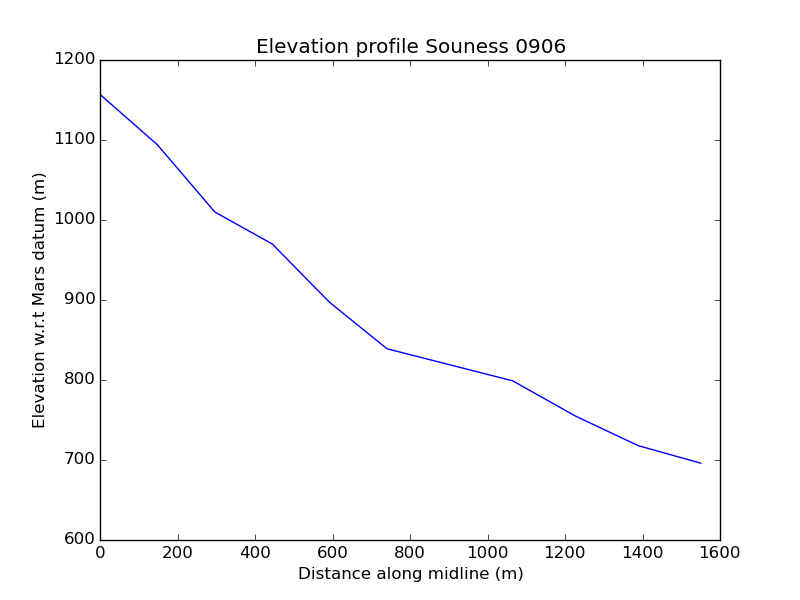 Elevation profile Souness 0906
1200
1100
1000
900
800
700
600
Elevation w.r.t Mars datum (m)
0 200 400 600 800 1000 1200 1400 1600
Distance along midline (m)